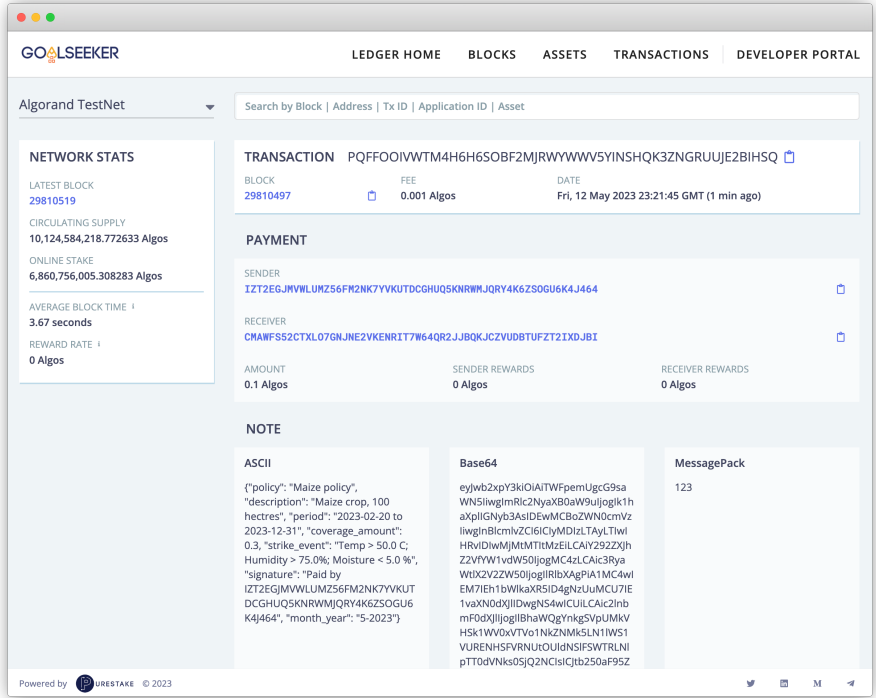 GOALSEEKER
LEDGER HOME
BLOCKS
ASSETS
TRANSACTIONS
DEVELOPER PORTAL
Algorand TestNet
Search by Block | Address | Tx ID | Application ID | Asset
NETWORK STATS
LATEST BLOCK
29810519
CIRCULATING SUPPLY
10,124,584,218.772633 Algos
ONLINE STAKE
6,860,756,005.308283 Algos
AVERAGE BLOCK TIME
3.67 seconds
REWARD RATE
0 Algos
TRANSACTION PQFFOOIVWTM4H6H6SOBF2MJRWYWWV5YINSHQK3ZNGRUUJE2BIHSQ
BLOCK
29810497
FEE
0.001 Algos
DATE
Fri, 12 May 2023 23:21:45 GMT (1 min ago)
PAYMENT
SENDER
IZT2EGJMVWLUMZ56FM2NK7YVKUTDCGHUQ5KNRWMJQRY4K6ZSOGU6K4J464
RECEIVER
CMAWFS52CTXLO7GNJNE2VKENRIT7W64QR2JJBQKJCZVUDBTUFZT2IXDJBI
AMOUNT
0.1 Algos
SENDER REWARDS
0 Algos
RECEIVER REWARDS
0 Algos
NOTE
ASCII
{"policy": "Maize policy",
"description": "Maize crop, 100
hectres", "period": "2023-02-20 to
2023-12-31", "coverage_amount":
0.3, "strike_event": "Temp > 50.0 C;
Humidity > 75.0%; Moisture < 5.0 %",
"signature": "Paid by
IZT2EGJMVWLUMZ56FM2NK7YVKUT
DCGHUQ5KNRWMJQRY4K6ZSOGU6
K4J464", "month_year": "5-2023"}
Base64
eyJwb2xpY3kiOiAiTWFpemUgcG9sa
WN5IiwgImRlc2NyaXB0aW9uIjogIk1h
aXplIGNyb3AsIDEwMCBoZWN0cmVz
IiwgInBlcmlvZCI6ICIyMDIzLTAyLTIwI
HRvIDIwMjMtMTItMzEiLCAiY292ZXJh
Z2VfYW1vdW50IjogMC4zLCAic3Rya
WtlX2V2ZW50IjogIlRlbXAgPiA1MC4wI
EM7IEh1bWlkaXR5ID4gNzUuMCU7IE
1vaXN0dXJlIDwgNS4wICUiLCAic2lnb
mF0dXJlIjogIlBhaWQgYnkgSVpUMkV
HSk1WV0xVTVo1NkZNMk5LN1lWS1
VURENHSFVRNUtOUldNSlFSWTRLNl
pTT0dVNks0SjQ2NCIsICJtb250aF95Z
MessagePack
123
Powered by PURESTAKE © 2023